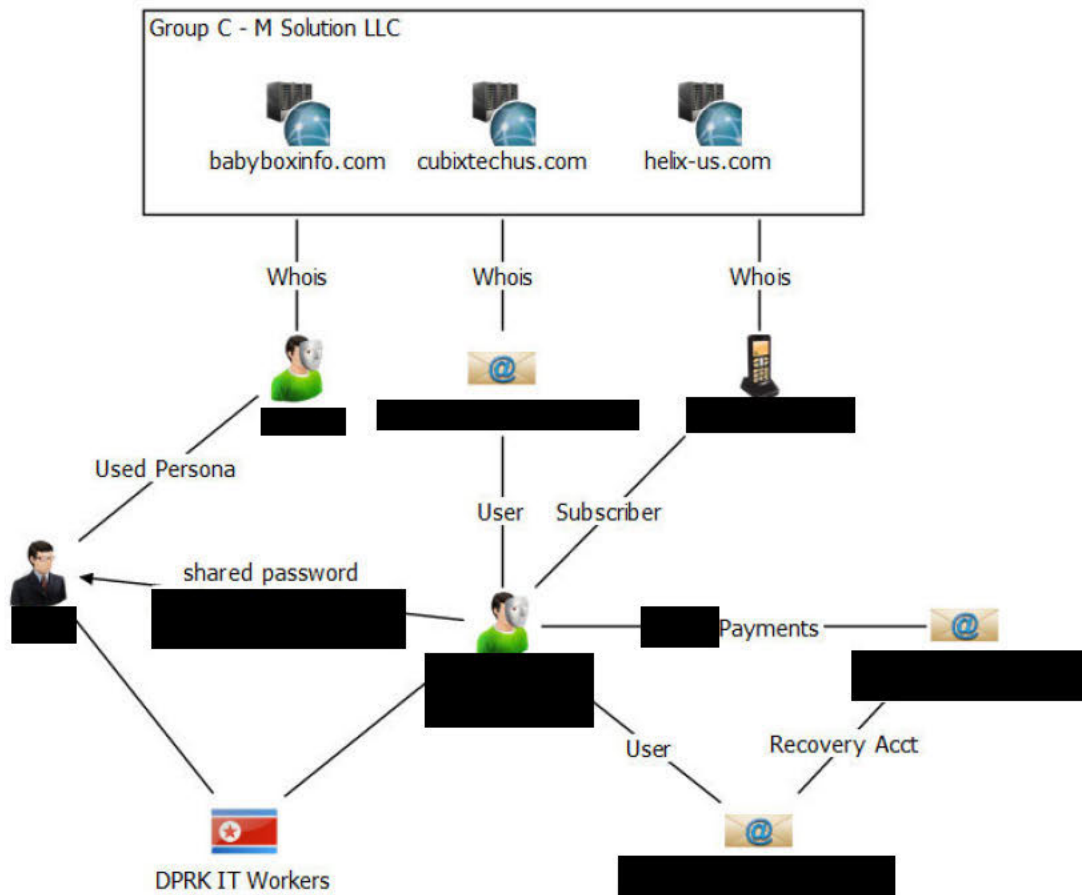 Group C - M Solution LLC
babyboxinfo.com
cubixtechus.com
helix-us.com
Whois
Whois
Whois
Used Persona
User
Subscriber
shared password
Payments
User
Recovery Acct
DPRK IT Workers